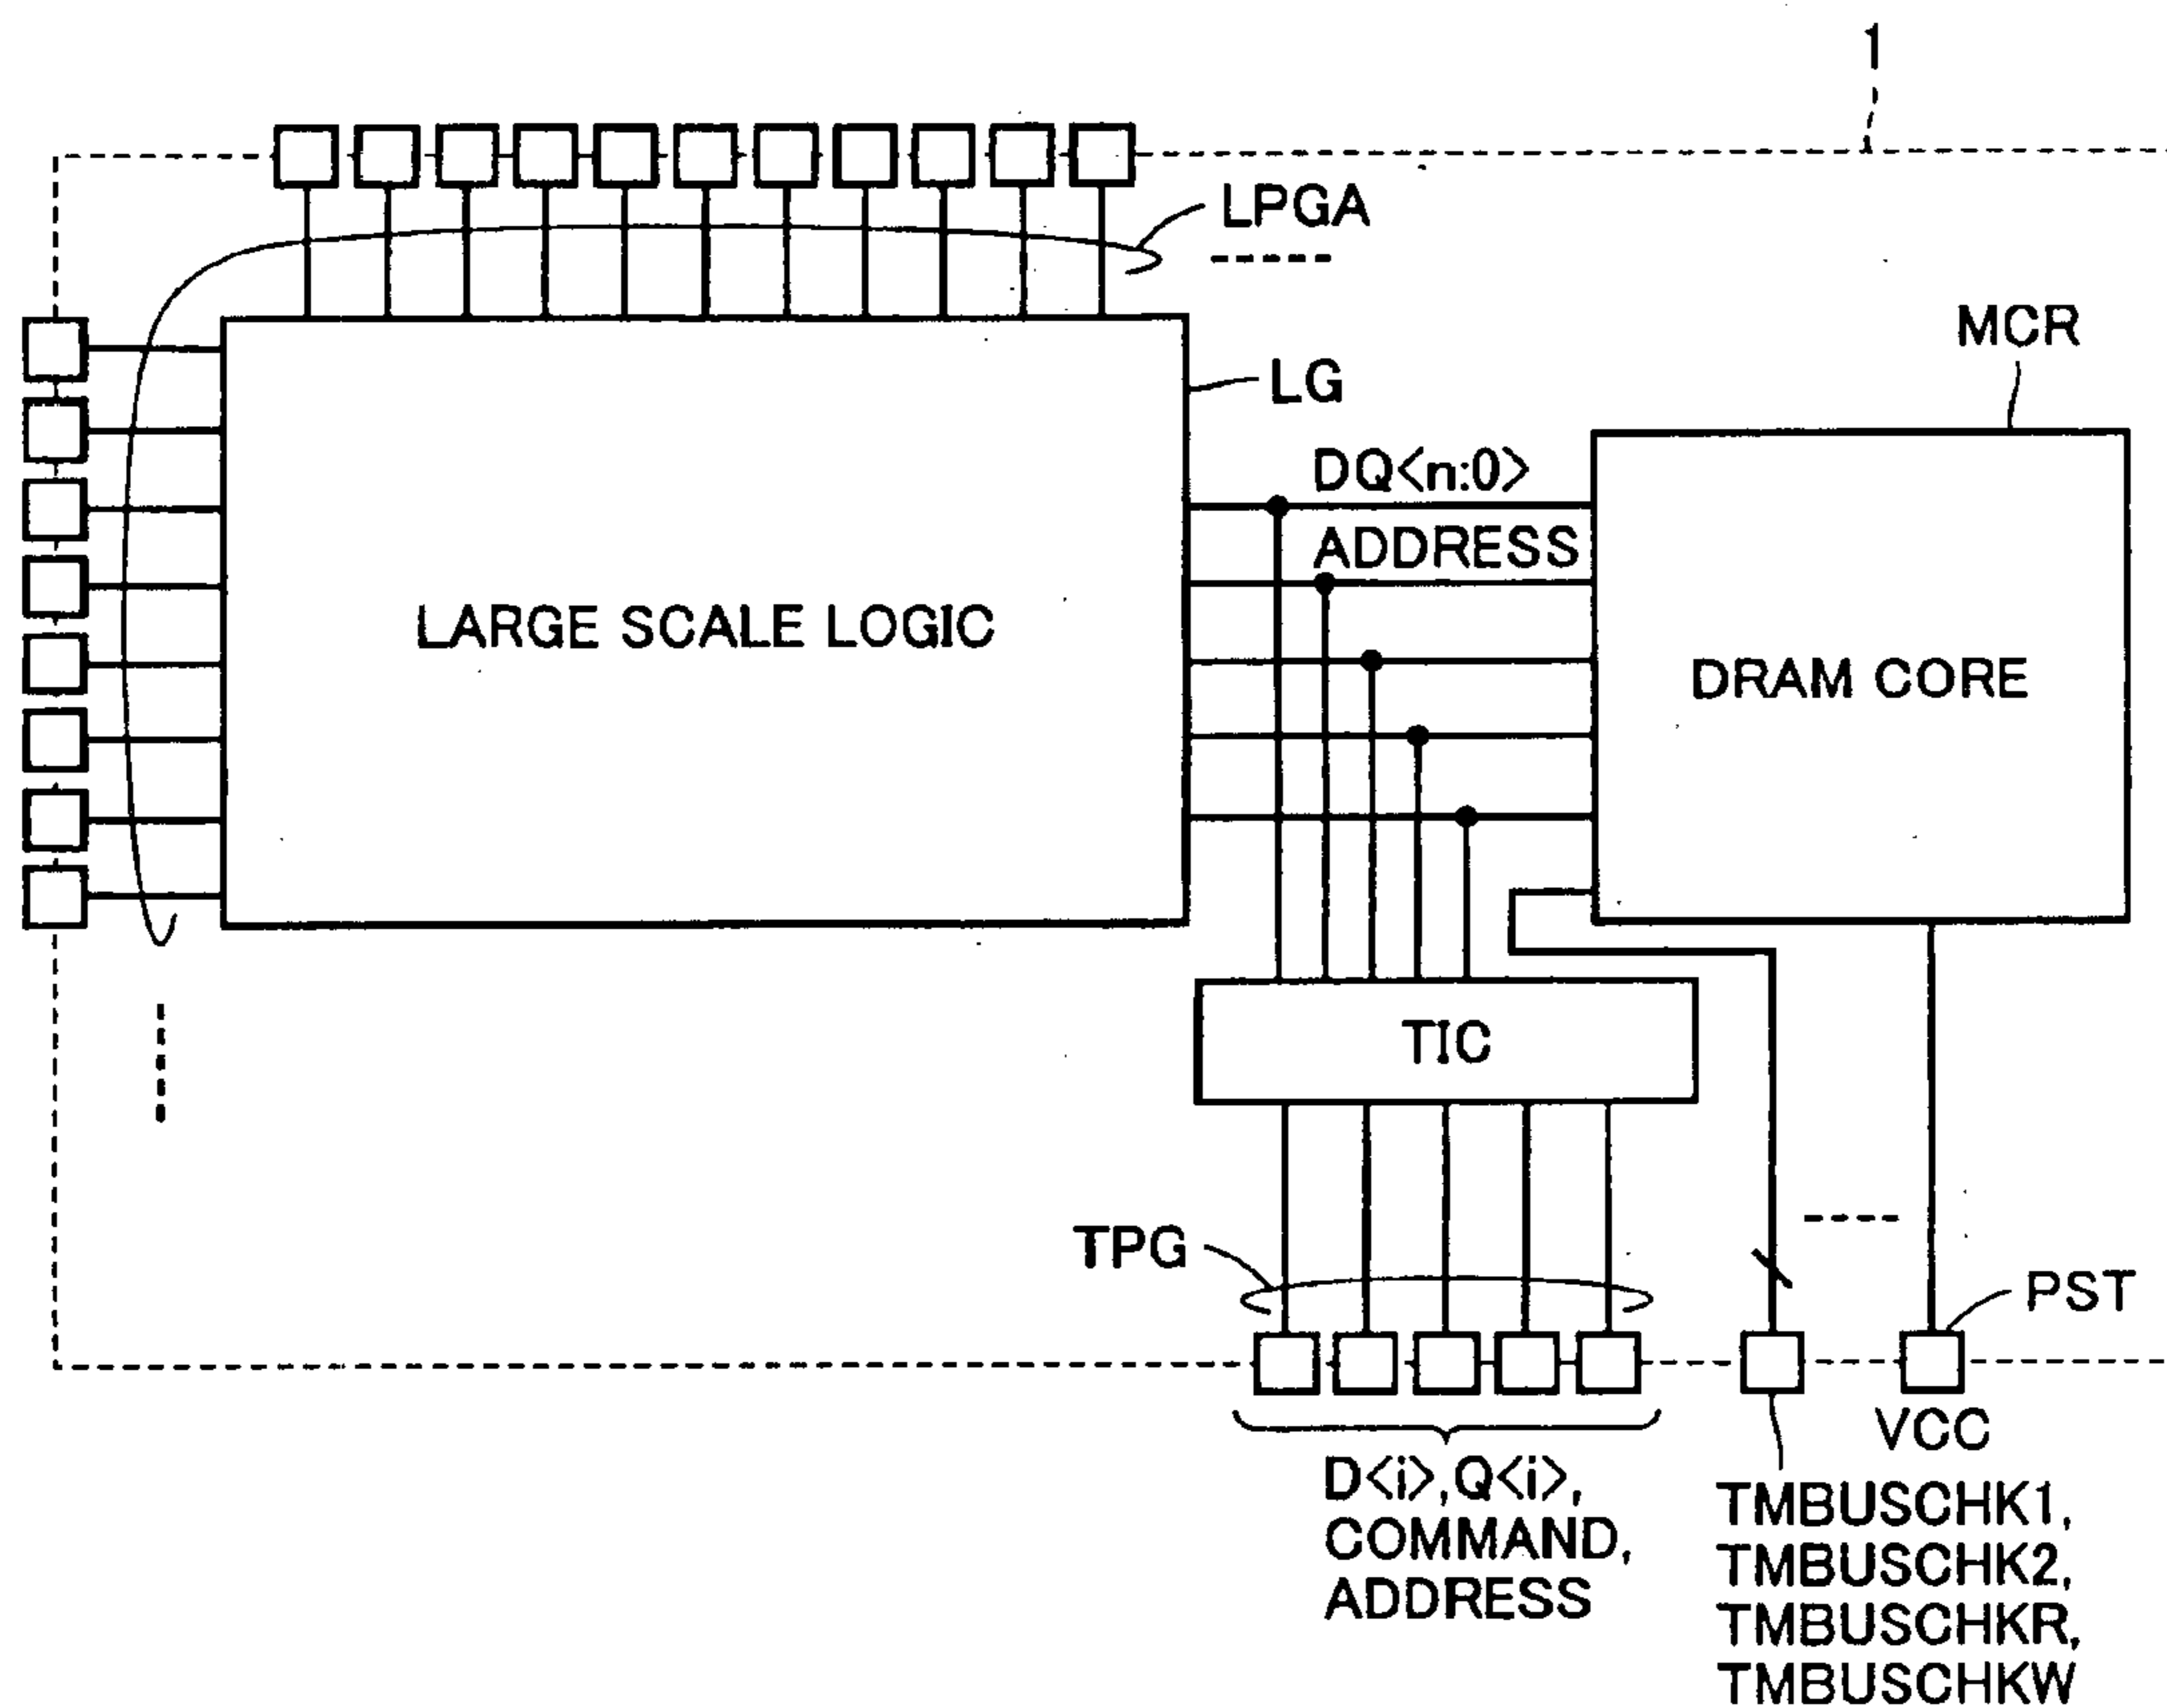 1
LPGA
MCR
LG
DQ<n:0>
ADDRESS
LARGE SCALE LOGIC
DRAM CORE
TIC
TPG
PST
VCC
D<i>,Q<i>,
COMMAND,
ADDRESS
TMBUSCHK1,
TMBUSCHK2,
TMBUSCHKR,
TMBUSCHKW